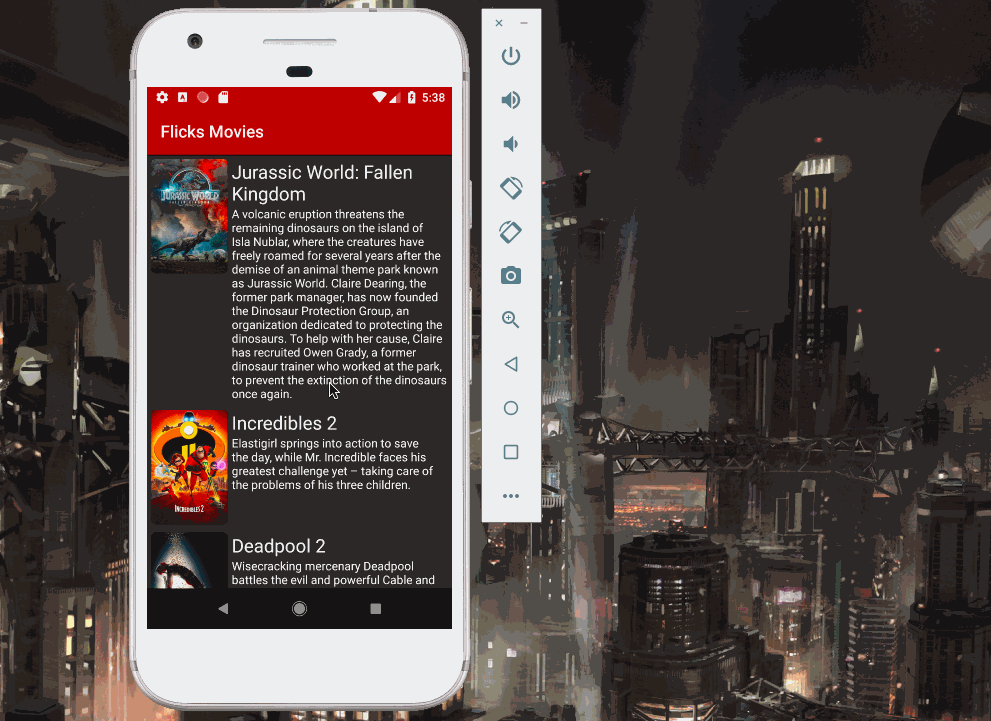 5:38
Flicks Movies
JURASSIC WORLD
Jurassic World: Fallen
Kingdom
A volcanic eruption threatens the
remaining dinosaurs on the island of
Isla Nublar, where the creatures have
freely roamed for several years after the
demise of an animal theme park known
as Jurassic World. Claire Dearing, the
former park manager, has now founded
the Dinosaur Protection Group, an
organization dedicated to protecting the
dinosaurs. To help with her cause, Claire
has recruited Owen Grady, a former
dinosaur trainer who worked at the park,
to prevent the extinction of the dinosaurs
once again.
INCREDIBLES 2
Incredibles 2
Elastigirl springs into action to save
the day, while Mr. Incredible faces his
greatest challenge yet – taking care of
the problems of his three children.
Deadpool 2
Wisecracking mercenary Deadpool
battles the evil and powerful Cable and